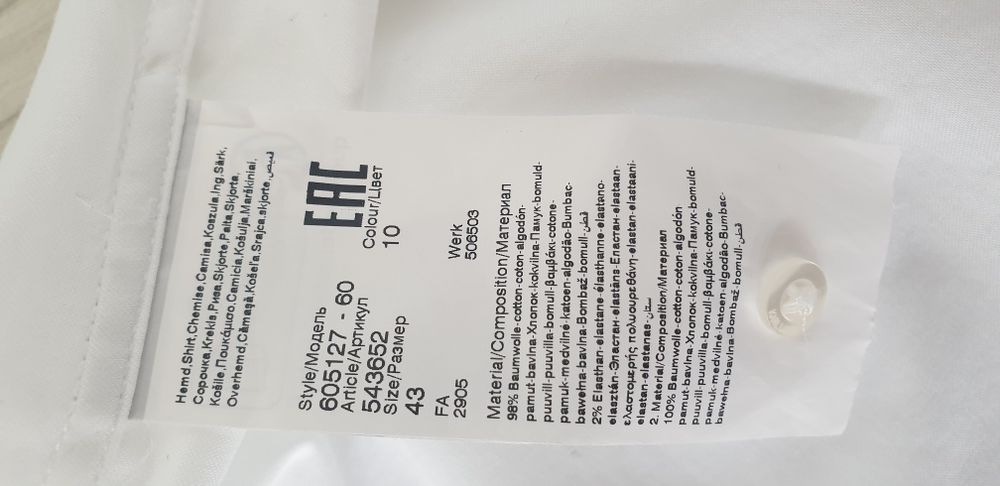 Hemd,Shirt,Chemise,Camisa,Koszula,Ing,Särk,
Сорочка,Krekls,Риза,Skjorte,Paita,Skjorta,
Košile,Πουκάμισο,Camicia,Košulja,Marškiniai,
Overhemd,Cămaşă,Košeľa,Srajca,skjorte,قميص
EAC
Style/Модель
605127 - 60
Article/Артикул
543652
Colour/Цвет
10
Size/Размер
43
FA
2905
Werk
506503
Material/Composition/Материал
98% Baumwolle-cotton-coton-algodón-
pamut-bavlna-Хлопок-kokvilna-Памук-bomuld-
puuvill-puuvilla-bomull-βαμβάκι-cotone-
pamuk-medvilnė-katoen-algodão-Bumbac-
bawełna-bavlna-Bombaž-bomull-قطن
2% Elasthan-elastane-élasthanne-elastano-
elasztán-Эластан-elastāns-Еластан-elastaan-
ελαστομερής πολυουρεθάνη-elastan-elastaani-
elastan-elastanas-ستان
2. Material/Composition/Материал
100% Baumwolle-cotton-coton-algodón
pamut-bavlna-Хлопок-kokvilna-Памук-bomuld-
puuvill-puuvilla-bomull-βαμβάκι-cotone-
pamuk-medvilnė-katoen-algodão-Bumbac-
bawełna-bavlna-Bombaž-bomull-قطن